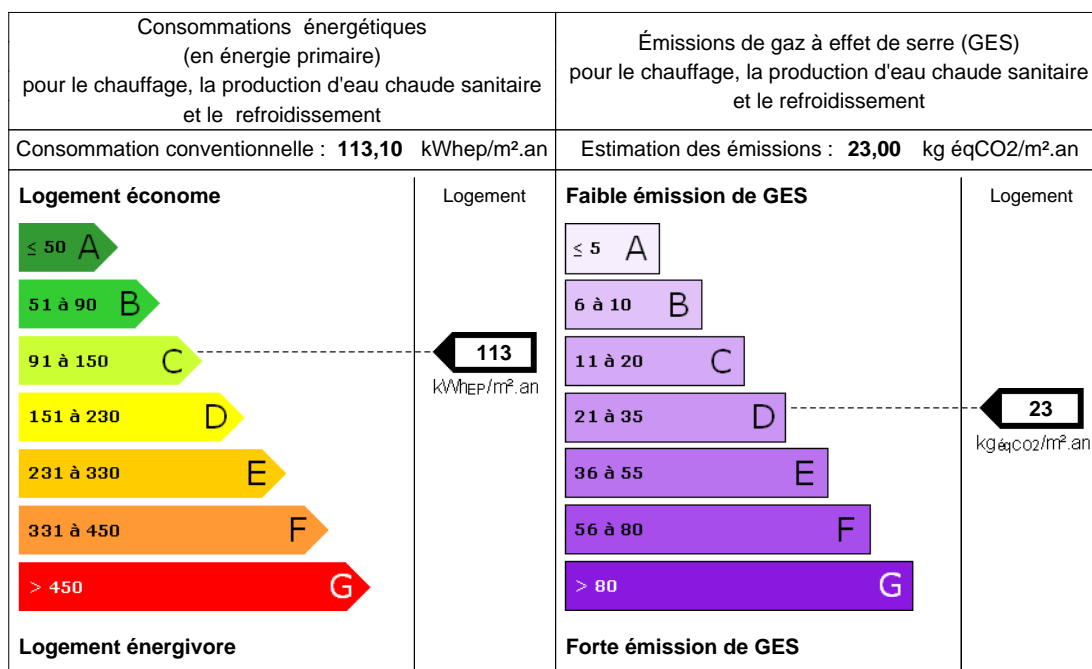 Consommations énergétiques
(en énergie primaire)
pour le chauffage, la production d'eau chaude sanitaire
et le refroidissement
Émissions de gaz à effet de serre (GES)
pour le chauffage, la production d'eau chaude sanitaire
et le refroidissement
Consommation conventionnelle : 113,10 kWhep/m².an
Estimation des émissions : 23,00 kg éqCO2/m².an
Logement économe
Logement
≤ 50 A
51 à 90 B
91 à 150 C
113
kWhEP/m².an
151 à 230 D
231 à 330 E
331 à 450 F
> 450 G
Logement énergivore
Faible émission de GES
Logement
≤ 5 A
6 à 10 B
11 à 20 C
21 à 35 D
23
kgéqCO2/m².an
36 à 55 E
56 à 80 F
> 80 G
Forte émission de GES